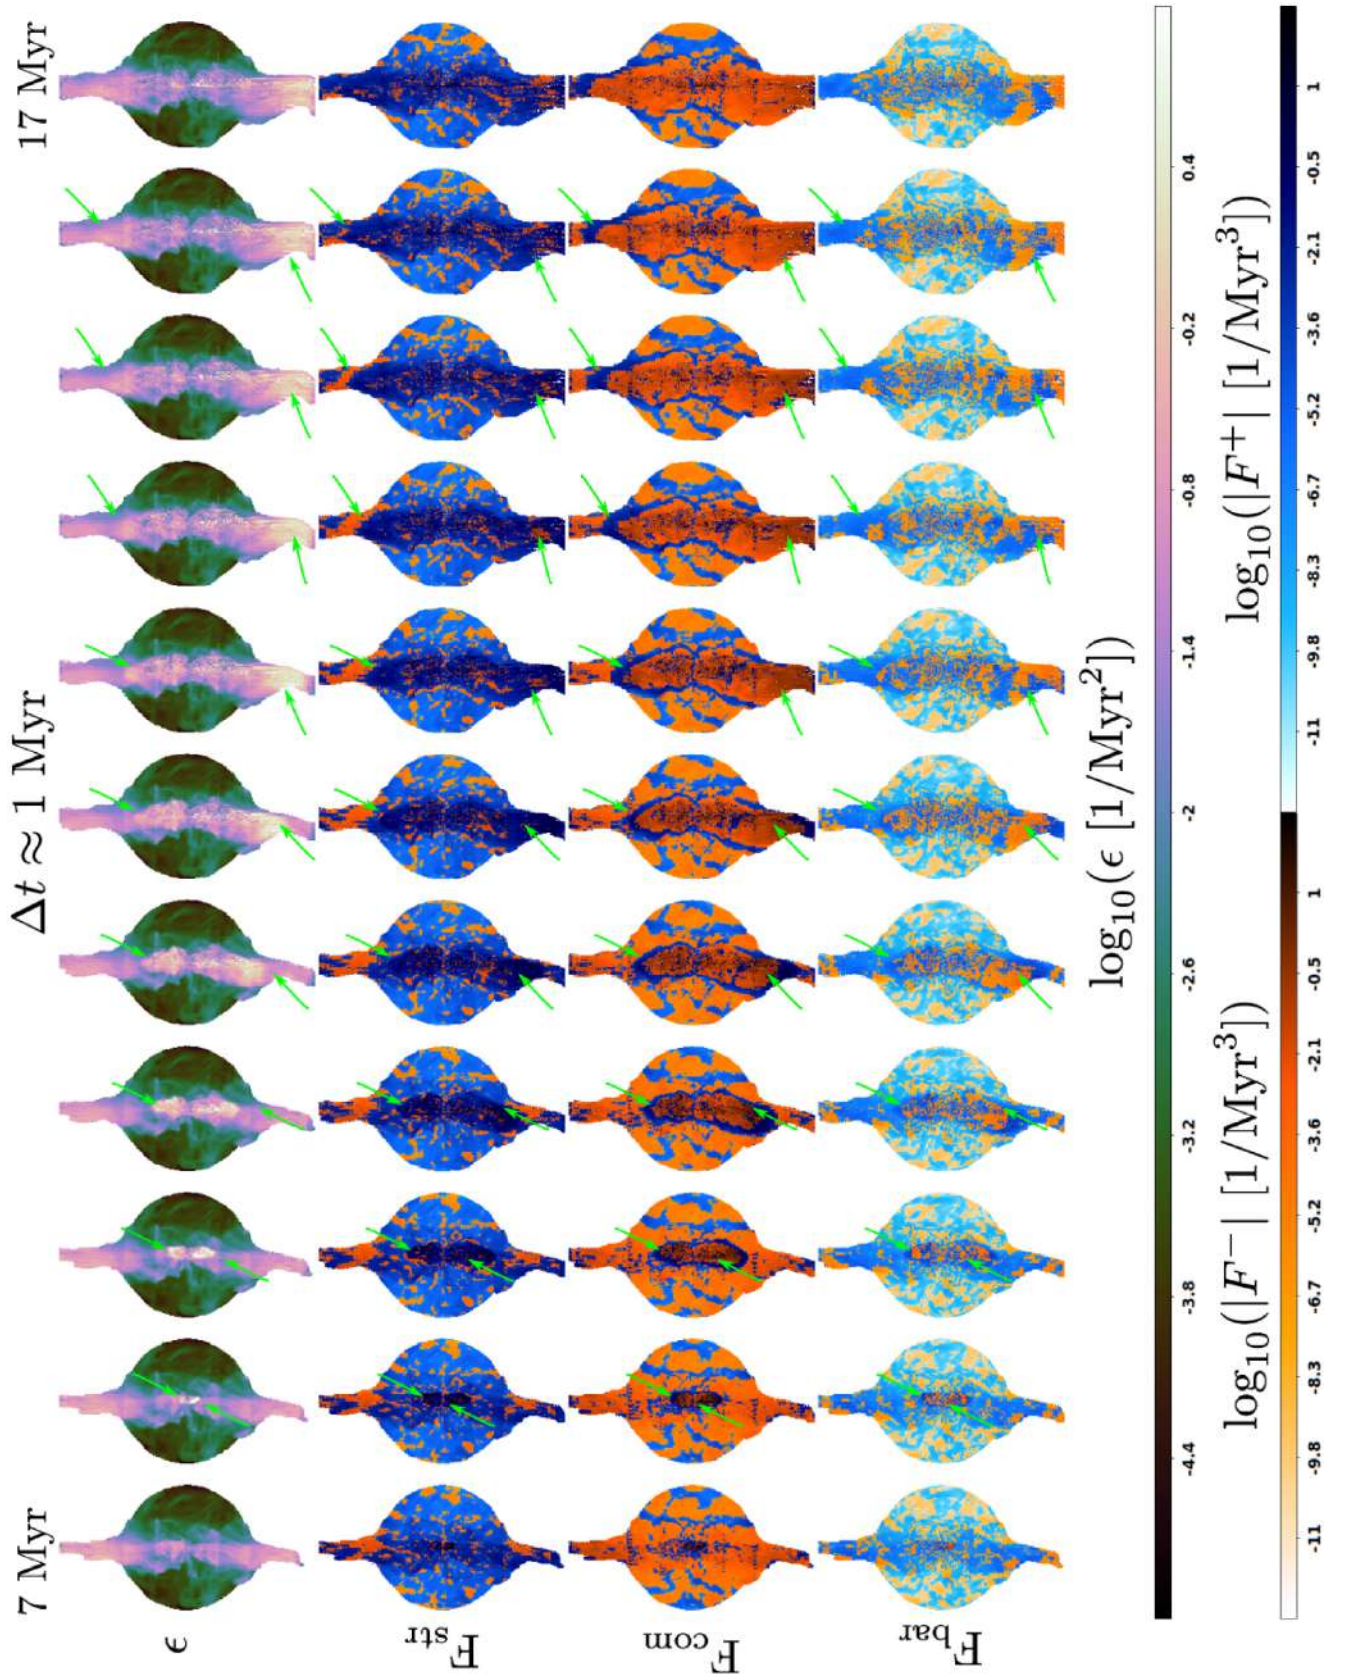 7 Myr
Δt ≈ 1 Myr
17 Myr
ϵ
F_str
F_com
F_bar
-4.4 -3.8 -3.2 -2.6 -2 -1.4 -0.8 -0.2 0.4
log₁₀(ϵ [1/Myr²])
log₁₀(|F⁻| [1/Myr³]) log₁₀(|F⁺| [1/Myr³])
-11 -9.8 -8.3 -6.7 -5.2 -3.6 -2.1 -0.5 1 -11 -9.8 -8.3 -6.7 -5.2 -3.6 -2.1 -0.5 1